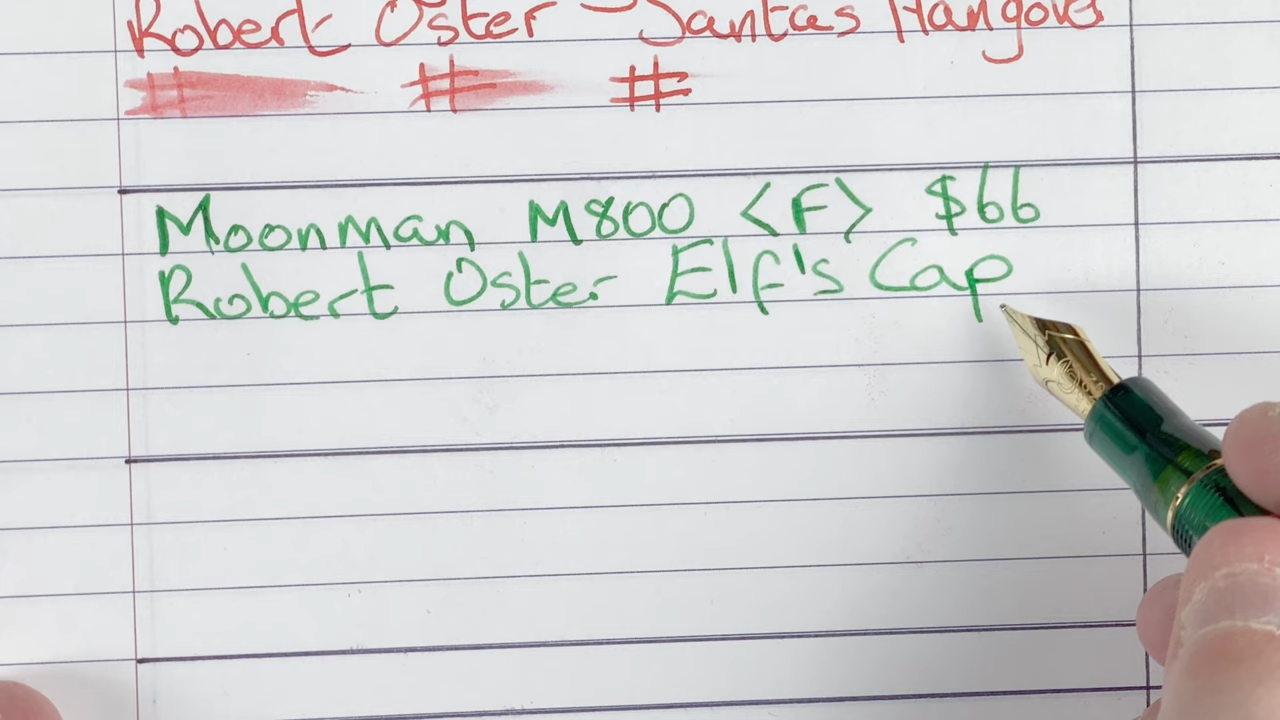 Robert Oster - Santas Hangover
# # #
Moonman M800 <F> $66
Robert Oster Elf's Cap